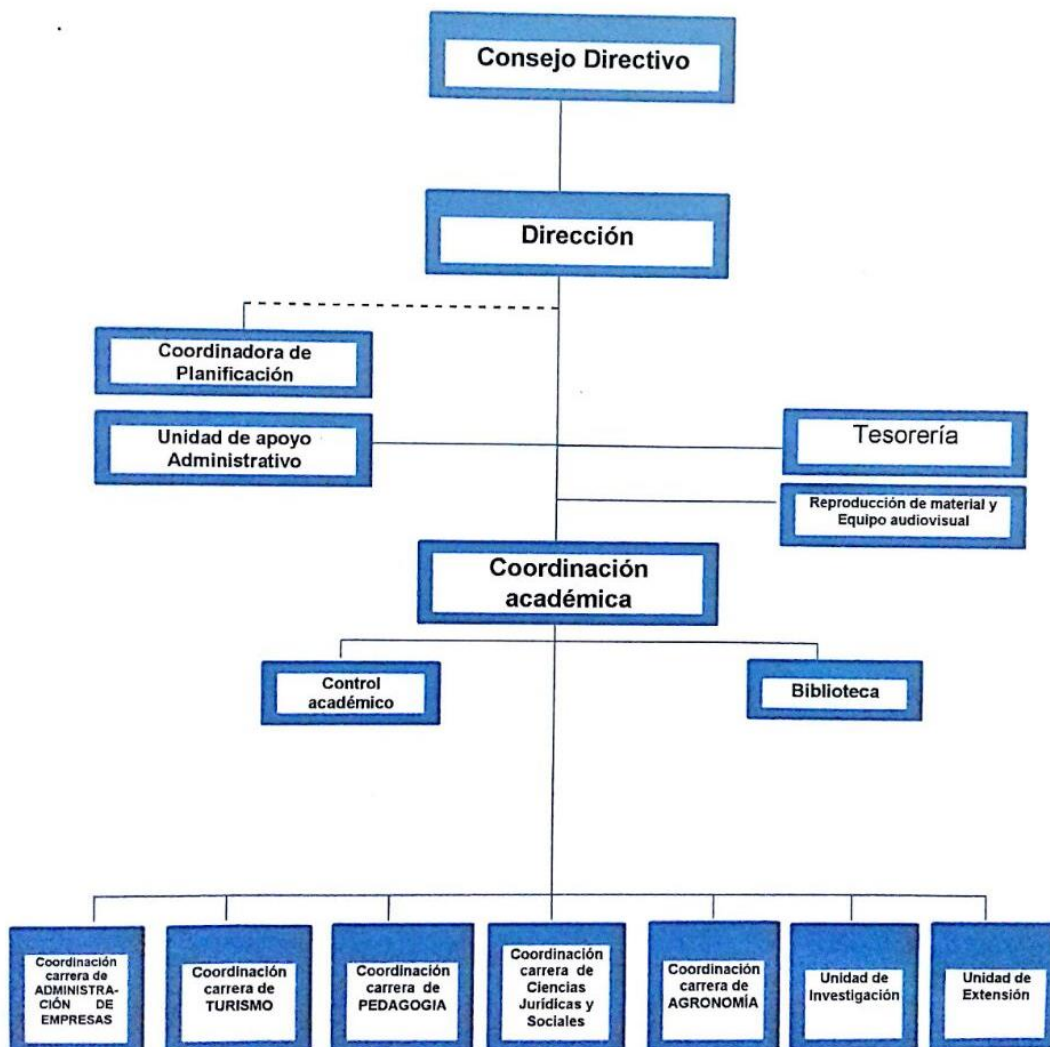 Consejo Directivo
Dirección
Coordinadora de
Planificación
Unidad de apoyo
Administrativo
Tesorería
Reproducción de material y
Equipo audiovisual
Coordinación
académica
Control
académico
Biblioteca
Coordinación
carrera de
ADMINISTRA-
CIÓN DE
EMPRESAS
Coordinación
carrera de
TURISMO
Coordinación
carrera de
PEDAGOGIA
Coordinación
carrera de
Ciencias
Jurídicas y
Sociales
Coordinación
carrera de
AGRONOMÍA
Unidad de
Investigación
Unidad de
Extensión